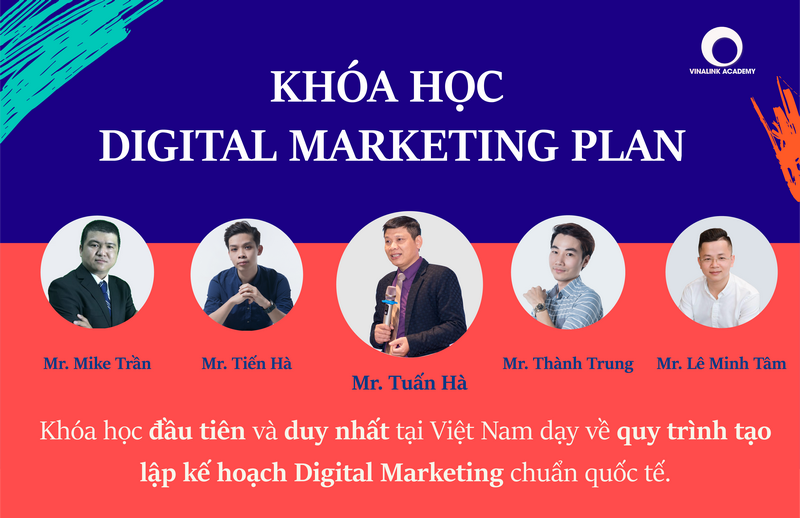 VINALINK ACADEMY
KHÓA HỌC
DIGITAL MARKETING PLAN
Mr. Mike Trần
Mr. Tiến Hà
Mr. Tuấn Hà
Mr. Thành Trung
Mr. Lê Minh Tâm
Khóa học đầu tiên và duy nhất tại Việt Nam dạy về quy trình tạo
lập kế hoạch Digital Marketing chuẩn quốc tế.